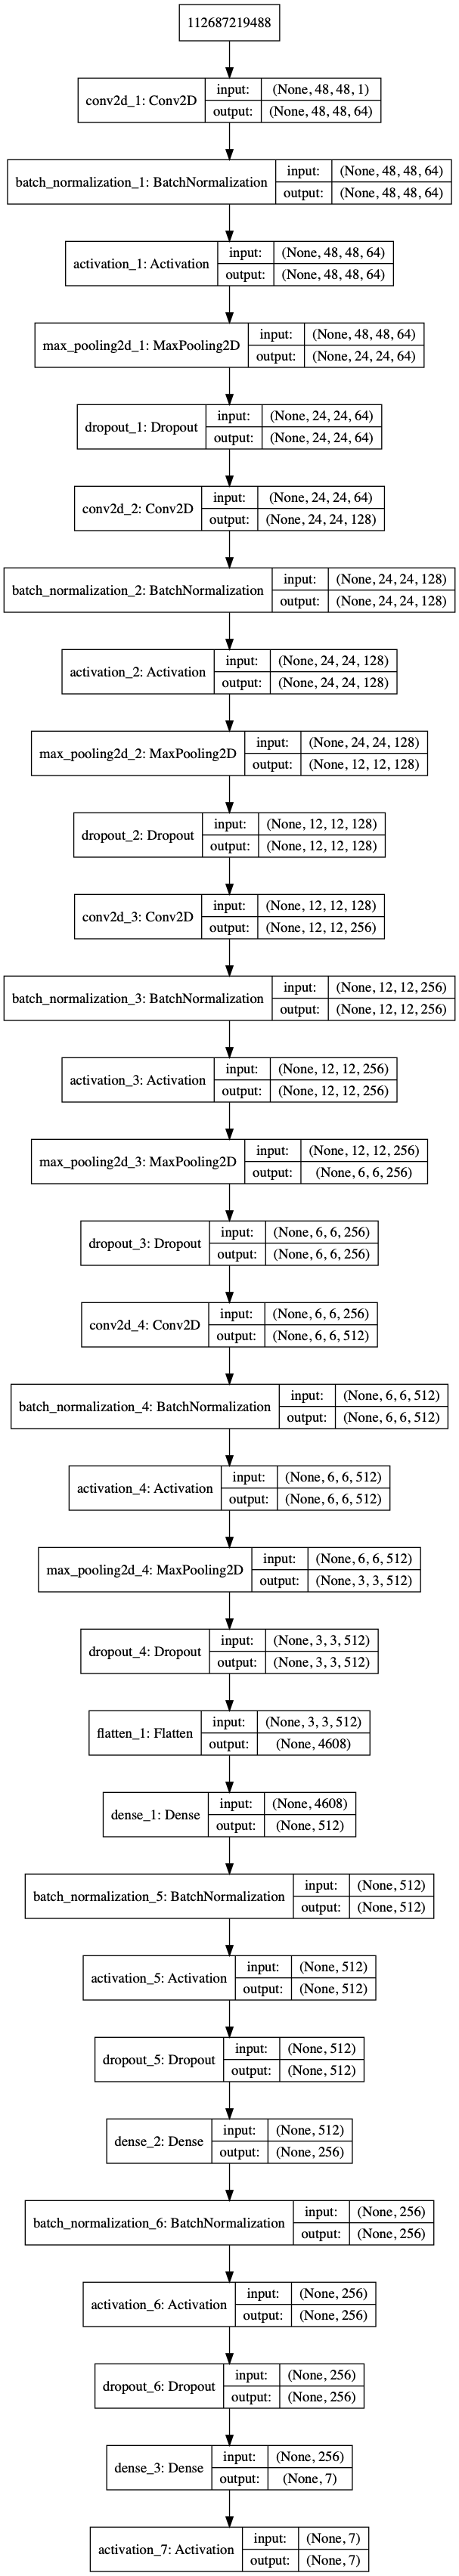 112687219488
conv2d_1: Conv2D input: (None, 48, 48, 1)
output: (None, 48, 48, 64)
batch_normalization_1: BatchNormalization input: (None, 48, 48, 64)
output: (None, 48, 48, 64)
activation_1: Activation input: (None, 48, 48, 64)
output: (None, 48, 48, 64)
max_pooling2d_1: MaxPooling2D input: (None, 48, 48, 64)
output: (None, 24, 24, 64)
dropout_1: Dropout input: (None, 24, 24, 64)
output: (None, 24, 24, 64)
conv2d_2: Conv2D input: (None, 24, 24, 64)
output: (None, 24, 24, 128)
batch_normalization_2: BatchNormalization input: (None, 24, 24, 128)
output: (None, 24, 24, 128)
activation_2: Activation input: (None, 24, 24, 128)
output: (None, 24, 24, 128)
max_pooling2d_2: MaxPooling2D input: (None, 24, 24, 128)
output: (None, 12, 12, 128)
dropout_2: Dropout input: (None, 12, 12, 128)
output: (None, 12, 12, 128)
conv2d_3: Conv2D input: (None, 12, 12, 128)
output: (None, 12, 12, 256)
batch_normalization_3: BatchNormalization input: (None, 12, 12, 256)
output: (None, 12, 12, 256)
activation_3: Activation input: (None, 12, 12, 256)
output: (None, 12, 12, 256)
max_pooling2d_3: MaxPooling2D input: (None, 12, 12, 256)
output: (None, 6, 6, 256)
dropout_3: Dropout input: (None, 6, 6, 256)
output: (None, 6, 6, 256)
conv2d_4: Conv2D input: (None, 6, 6, 256)
output: (None, 6, 6, 512)
batch_normalization_4: BatchNormalization input: (None, 6, 6, 512)
output: (None, 6, 6, 512)
activation_4: Activation input: (None, 6, 6, 512)
output: (None, 6, 6, 512)
max_pooling2d_4: MaxPooling2D input: (None, 6, 6, 512)
output: (None, 3, 3, 512)
dropout_4: Dropout input: (None, 3, 3, 512)
output: (None, 3, 3, 512)
flatten_1: Flatten input: (None, 3, 3, 512)
output: (None, 4608)
dense_1: Dense input: (None, 4608)
output: (None, 512)
batch_normalization_5: BatchNormalization input: (None, 512)
output: (None, 512)
activation_5: Activation input: (None, 512)
output: (None, 512)
dropout_5: Dropout input: (None, 512)
output: (None, 512)
dense_2: Dense input: (None, 512)
output: (None, 256)
batch_normalization_6: BatchNormalization input: (None, 256)
output: (None, 256)
activation_6: Activation input: (None, 256)
output: (None, 256)
dropout_6: Dropout input: (None, 256)
output: (None, 256)
dense_3: Dense input: (None, 256)
output: (None, 7)
activation_7: Activation input: (None, 7)
output: (None, 7)